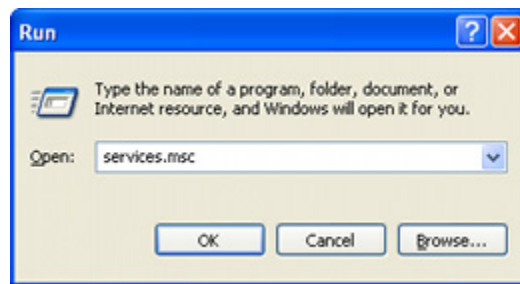 Run
Type the name of a program, folder, document, or
Internet resource, and Windows will open it for you.
Open: services.msc
OK Cancel Browse...